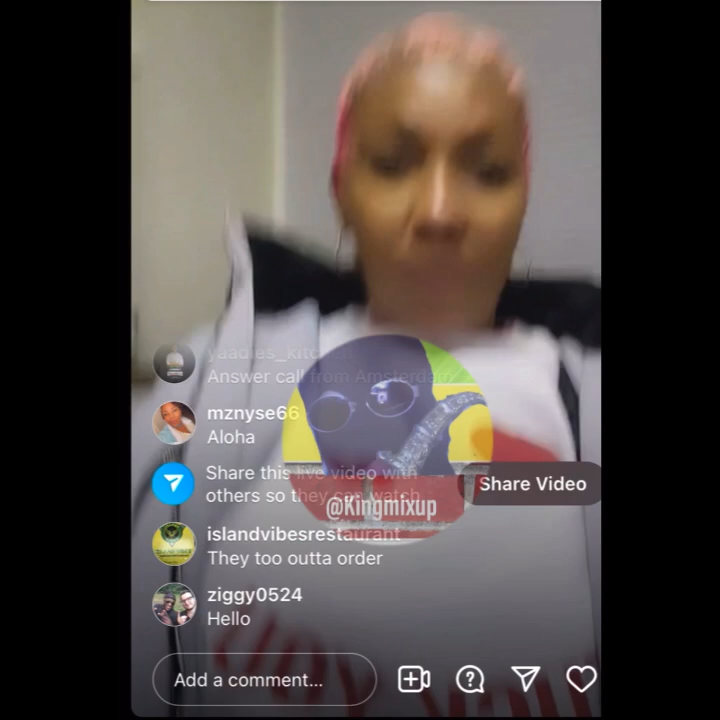 yaadies_kitchen
Answer call from Amsterdam
mznyse66
Aloha
Share this live video with
others so they can watch.
Share Video
@Kingmixup
islandvibesrestaurant
They too outta order
ziggy0524
Hello
Add a comment...